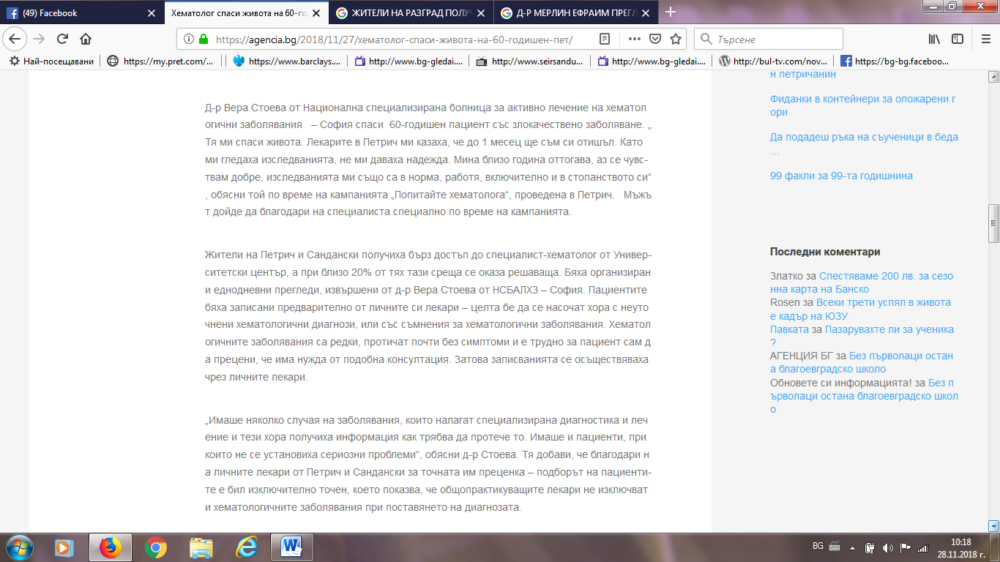 (49) Facebook
Хематолог спаси живота на 60-го
ЖИТЕЛИ НА РАЗГРАД ПОЛУЧ
Д-Р МЕРЛИН ЕФРАИМ ПРЕГЛ
https://agencia.bg/2018/11/27/хематолог-спаси-живота-на-60-годишен-пет/
Търсене
Най-посещавани
https://my.pret.com/...
https://www.barclays....
http://www.bg-gledai....
http://www.seirsandu...
http://www.bg-gledai....
http://bul-tv.com/nov...
https://bg-bg.faceboo...
Д-р Вера Стоева от Национална специализирана болница за активно лечение на хематол
огични заболявания – София спаси 60-годишен пациент със злокачествено заболяване. „
Тя ми спаси живота. Лекарите в Петрич ми казаха, че до 1 месец ще съм си отишъл. Като
ми гледаха изследванията, не ми даваха надежда. Мина близо година оттогава, аз се чувс-
твам добре, изследванията ми също са в норма, работя, включително и в стопанството си“
, обясни той по време на кампанията „Попитайте хематолога“, проведена в Петрич. Мъжъ
т дойде да благодари на специалиста специално по време на кампанията.
Жители на Петрич и Сандански получиха бърз достъп до специалист-хематолог от Универ-
ситетски център, а при близо 20% от тях тази среща се оказа решаваща. Бяха организиран
и еднодневни прегледи, извършени от д-р Вера Стоева от НСБАЛХЗ – София. Пациентите
бяха записани предварително от личните си лекари – целта бе да се насочат хора с неуто
чнени хематологични диагнози, или със съмнения за хематологични заболявания. Хематол
огичните заболявания са редки, протичат почти без симптоми и е трудно за пациент сам д
а прецени, че има нужда от подобна консултация. Затова записванията се осъществяваха
чрез личните лекари.
„Имаше няколко случая на заболявания, които налагат специализирана диагностика и леч
ение и тези хора получиха информация как трябва да протече то. Имаше и пациенти, при
които не се установиха сериозни проблеми“, обясни д-р Стоева. Тя добави, че благодари н
а личните лекари от Петрич и Сандански за точната им преценка – подборът на пациенти-
те е бил изключително точен, което показва, че общопрактикуващите лекари не изключват
и хематологичните заболявания при поставянето на диагнозата.
н петричанин
Фиданки в контейнери за опожарени г
ори
Да подадеш ръка на съученици в беда
...
99 факли за 99-та годишнина
Последни коментари
Златко за Спестяваме 200 лв. за сезо
нна карта на Банско
Rosen за Всеки трети успял в живота
е кадър на ЮЗУ
Павката за Пазарувахте ли за ученика
?
АГЕНЦИЯ БГ за Без първолаци остан
а благоевградско школо
Обновете си информацията! за Без п
ърволаци остана благоевградско школ
о
BG
10:18
28.11.2018 г.